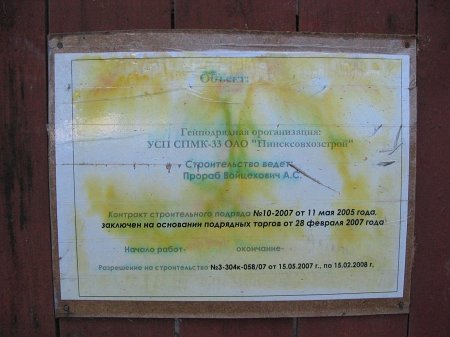 Объект:
Генподрядная организация:
УСП СПМК-33 ОАО "Пинсксовхозстрой"
Строительство ведет:
Прораб Войцехович А.С.
Контракт строительного подряда №10-2007 от 11 мая 2005 года,
заключен на основании подрядных торгов от 28 февраля 2007 года
Начало работ- окончание-
Разрешение на строительство №3-304к-058/07 от 15.05.2007 г., по 15.02.2008 г.